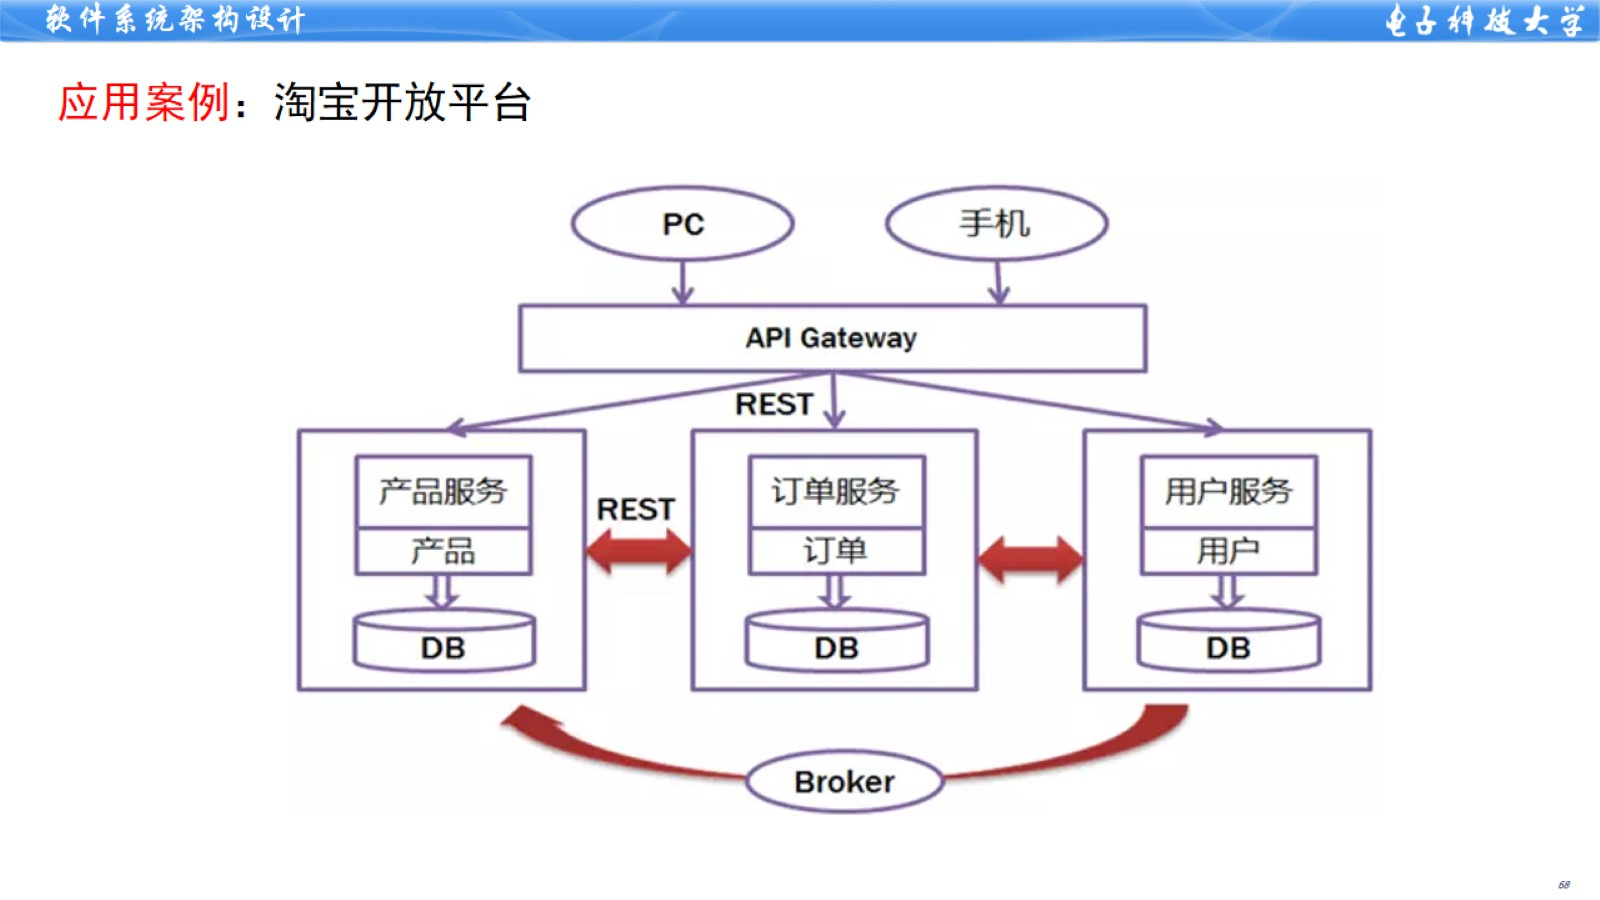 软件系统架构设计
电子科技大学
应用案例：淘宝开放平台
PC
手机
API Gateway
REST
产品服务
产品
DB
REST
订单服务
订单
DB
用户服务
用户
DB
Broker
68